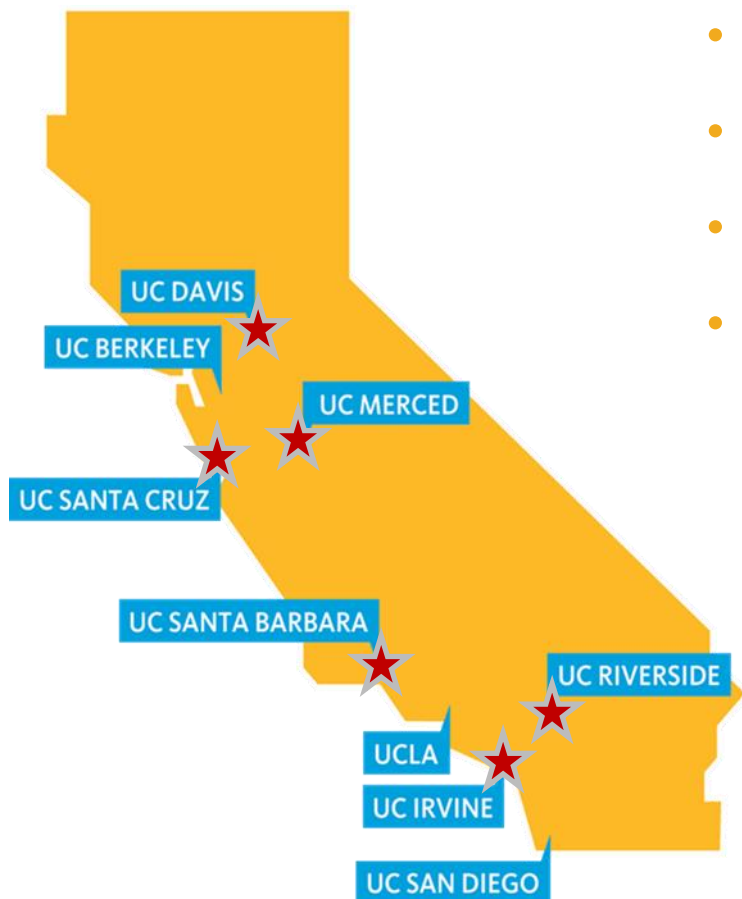 UC DAVIS
UC BERKELEY
UC MERCED
UC SANTA CRUZ
UC SANTA BARBARA
UC RIVERSIDE
UCLA
UC IRVINE
UC SAN DIEGO